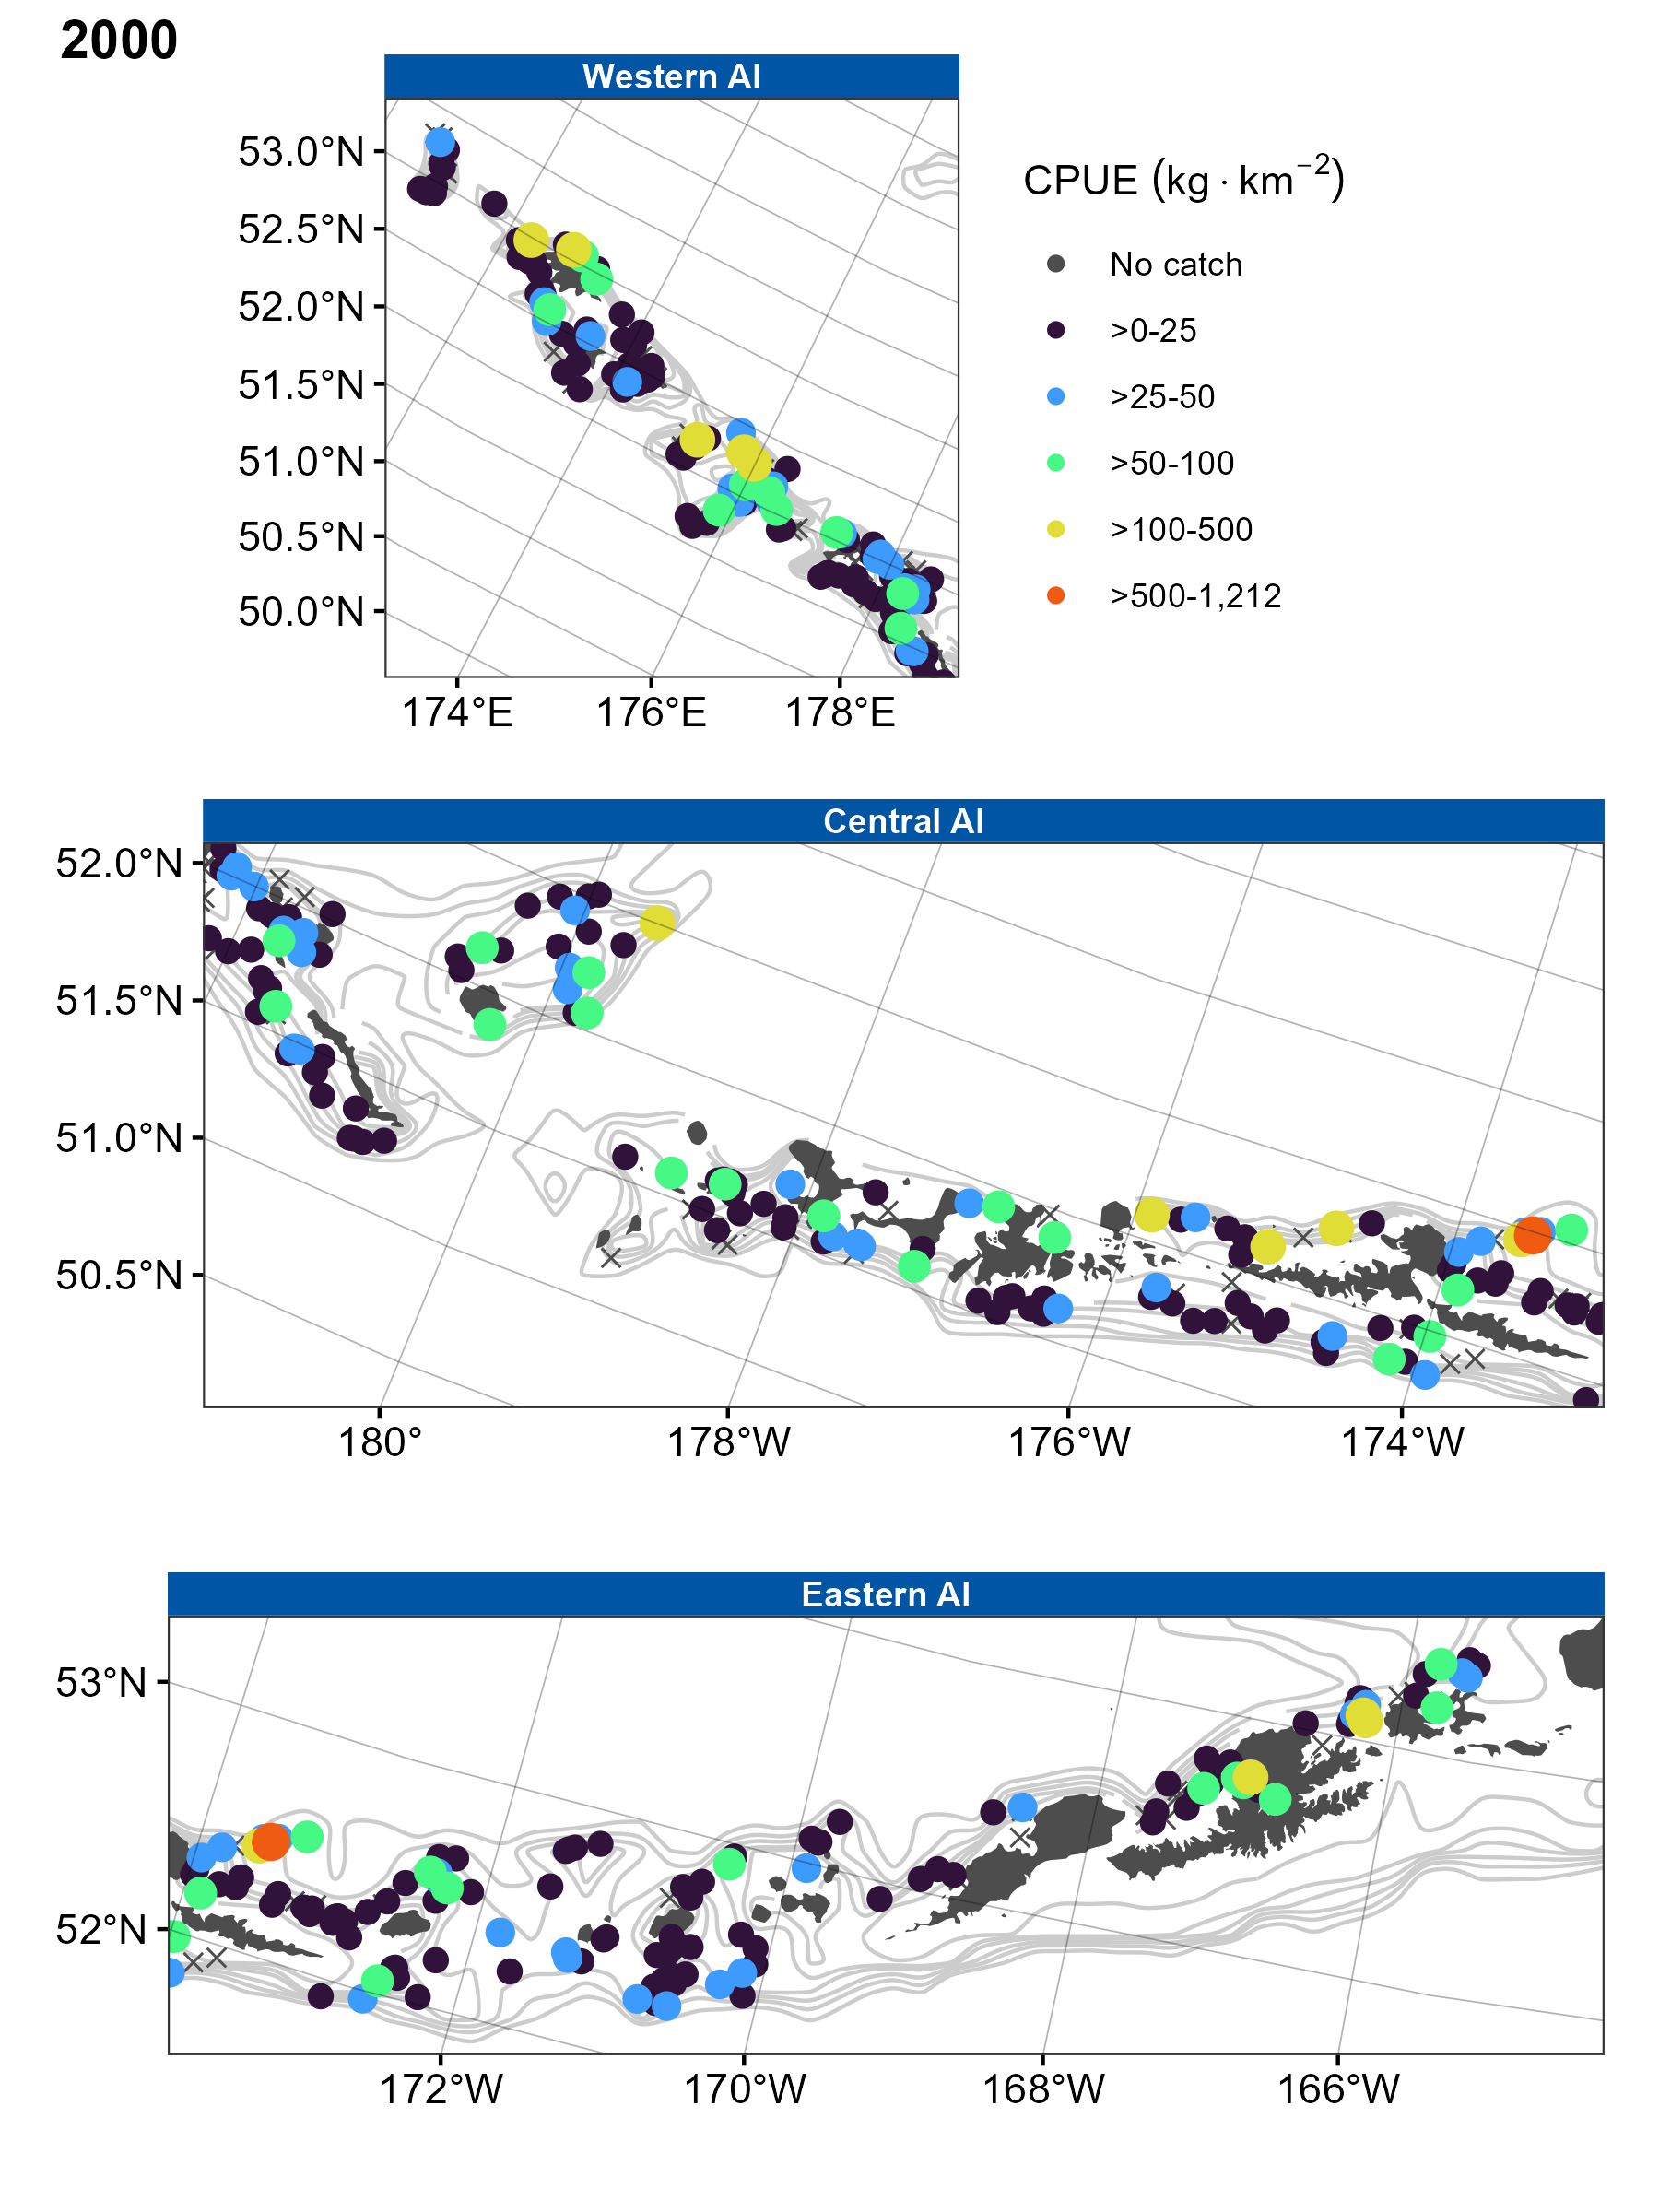 2000
Western AI
53.0°N
52.5°N
52.0°N
51.5°N
51.0°N
50.5°N
50.0°N
174°E 176°E 178°E
CPUE (kg · km⁻²)
No catch
>0-25
>25-50
>50-100
>100-500
>500-1,212
Central AI
52.0°N
51.5°N
51.0°N
50.5°N
180° 178°W 176°W 174°W
Eastern AI
53°N
52°N
172°W 170°W 168°W 166°W